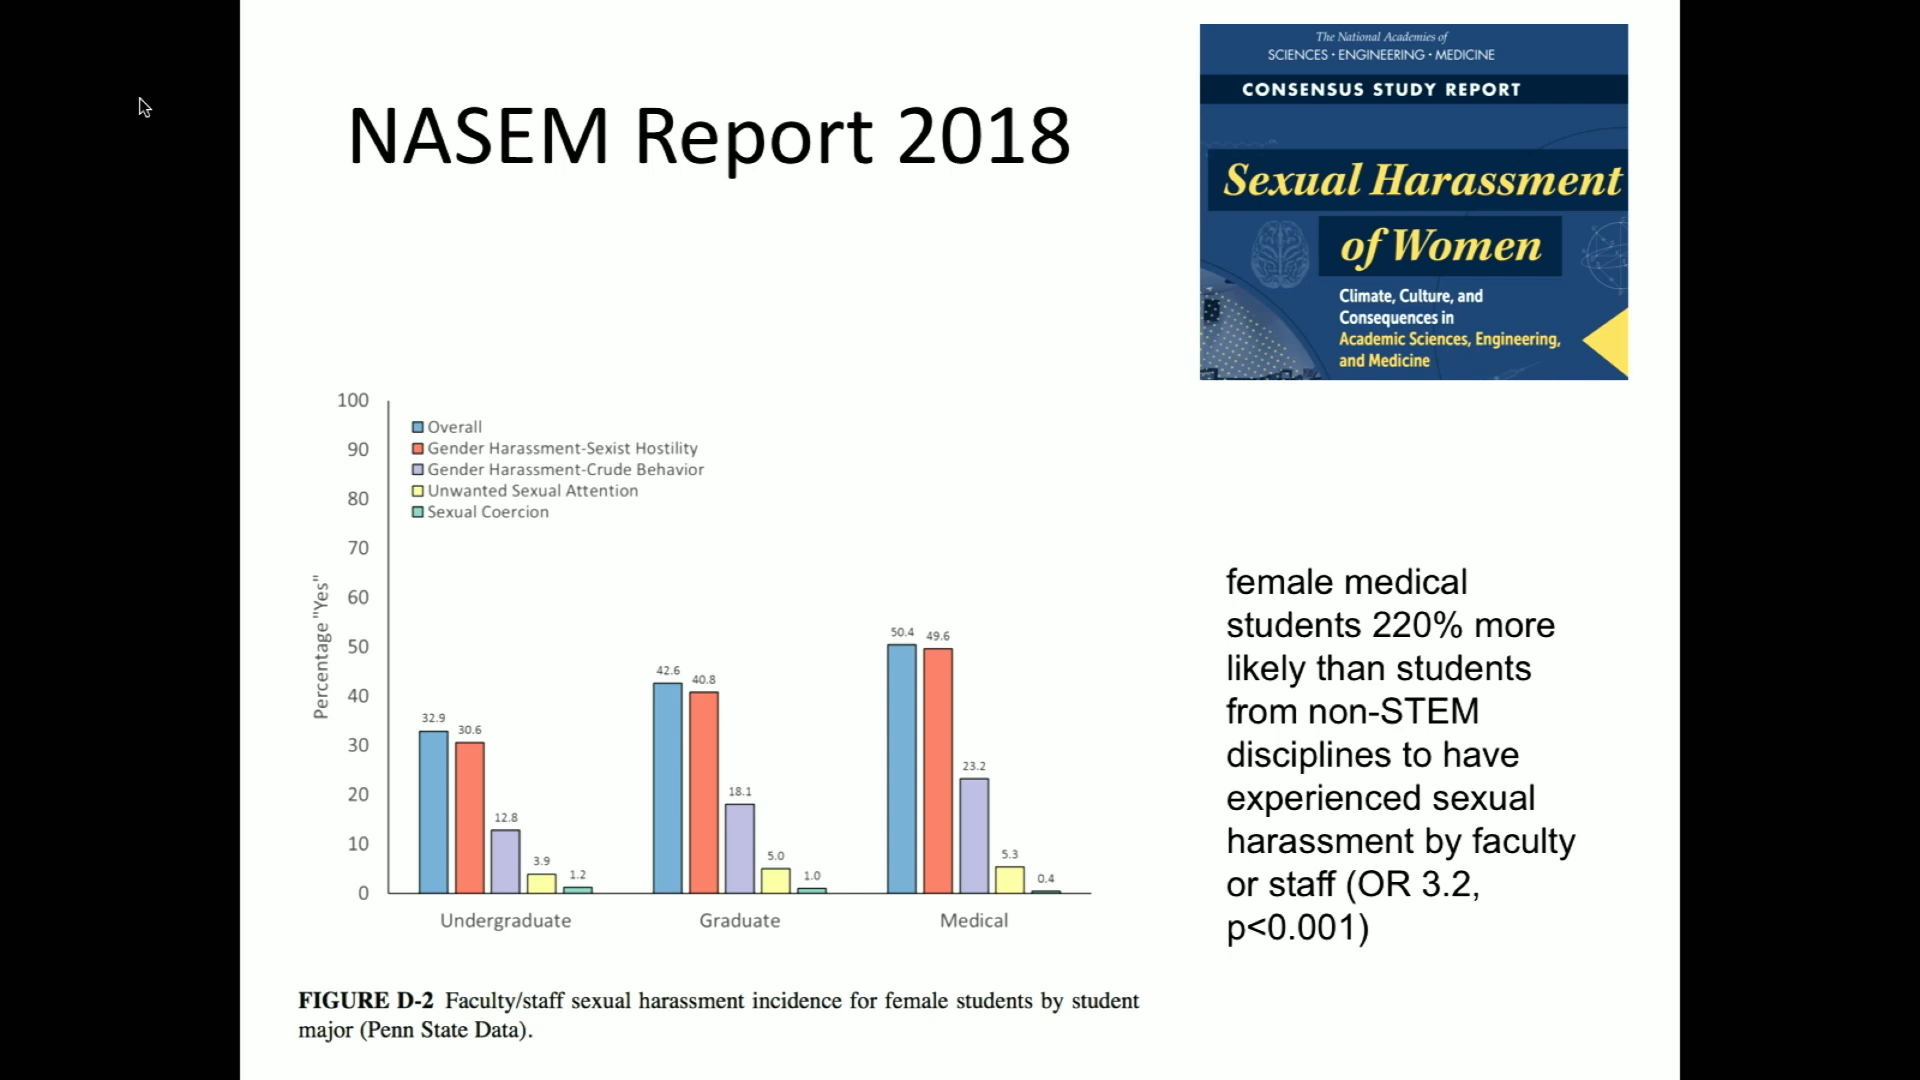 NASEM Report 2018
The National Academies of
SCIENCES • ENGINEERING • MEDICINE
CONSENSUS STUDY REPORT
Sexual Harassment
of Women
Climate, Culture, and
Consequences in
Academic Sciences, Engineering,
and Medicine
100
90
80
70
60
50
40
30
20
10
0
Percentage "Yes"
Overall
Gender Harassment-Sexist Hostility
Gender Harassment-Crude Behavior
Unwanted Sexual Attention
Sexual Coercion
32.9
30.6
12.8
3.9
1.2
42.6
40.8
18.1
5.0
1.0
50.4
49.6
23.2
5.3
0.4
Undergraduate
Graduate
Medical
female medical
students 220% more
likely than students
from non-STEM
disciplines to have
experienced sexual
harassment by faculty
or staff (OR 3.2,
p<0.001)
FIGURE D-2 Faculty/staff sexual harassment incidence for female students by student
major (Penn State Data).